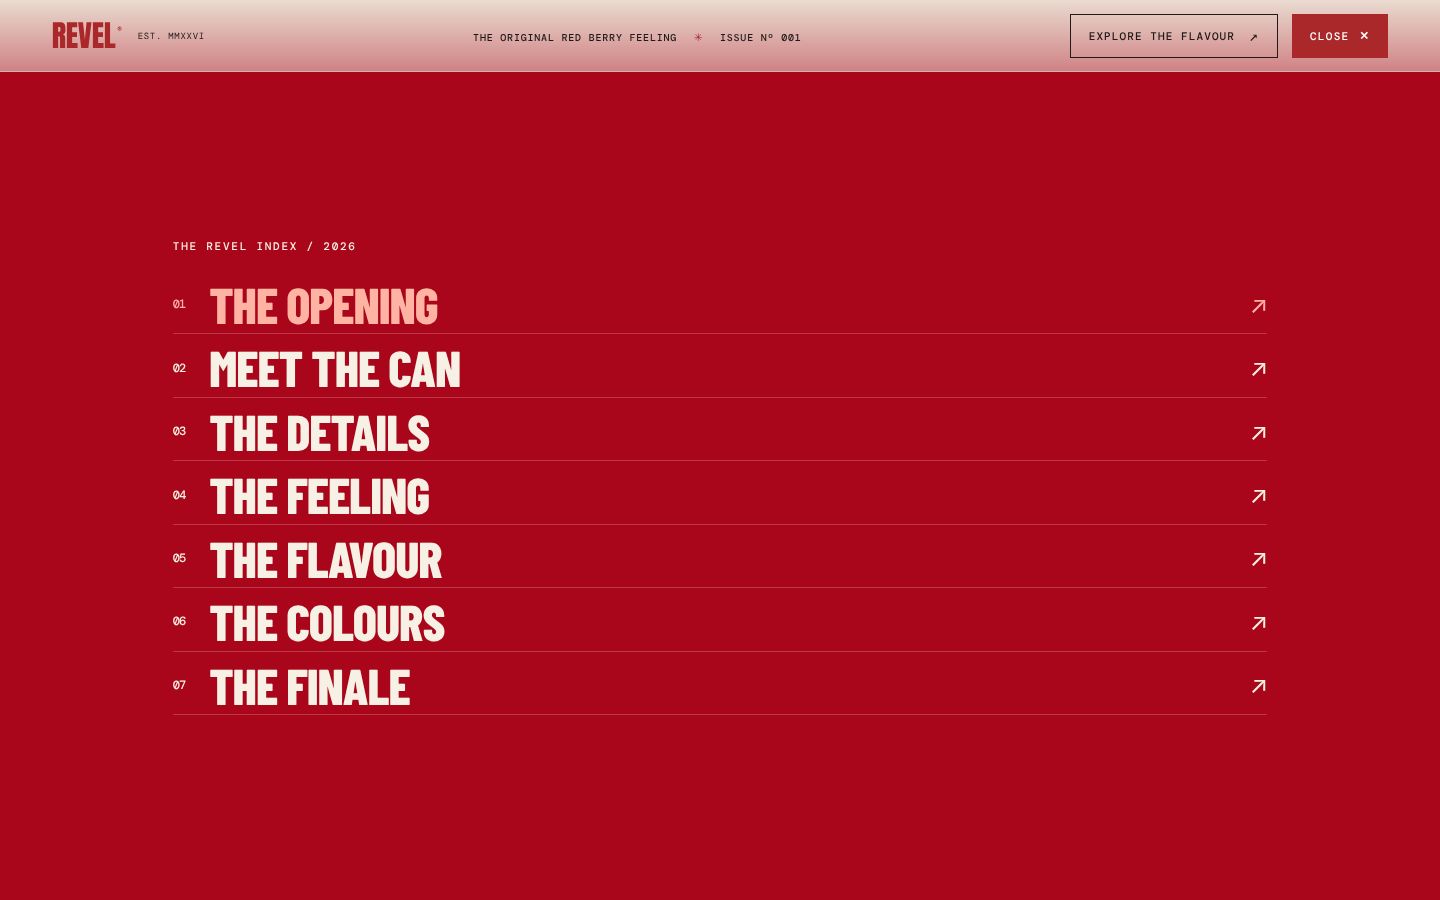 REVEL® EST. MMXXVI
THE ORIGINAL RED BERRY FEELING ✳ ISSUE Nº 001
EXPLORE THE FLAVOUR ↗
CLOSE ×
THE REVEL INDEX / 2026
01 THE OPENING ↗
02 MEET THE CAN ↗
03 THE DETAILS ↗
04 THE FEELING ↗
05 THE FLAVOUR ↗
06 THE COLOURS ↗
07 THE FINALE ↗